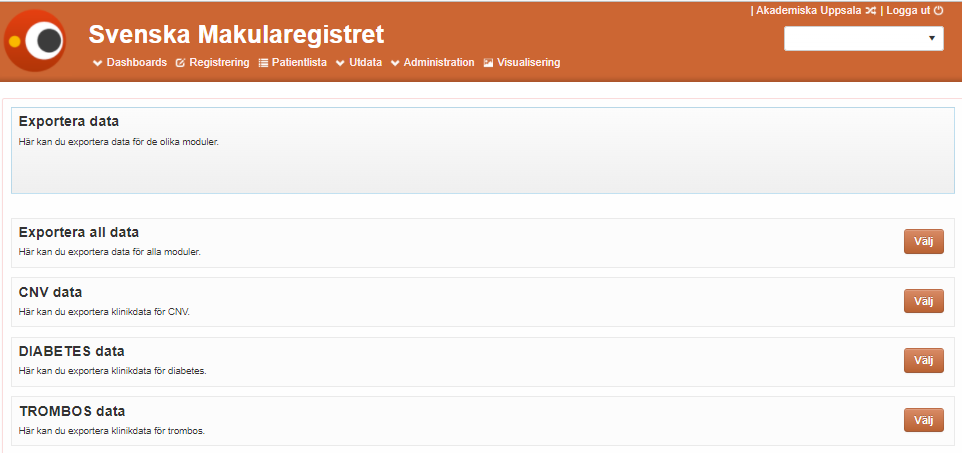 | Akademiska Uppsala | Logga ut
Svenska Makularegistret
Dashboards Registrering Patientlista Utdata Administration Visualisering
Exportera data
Här kan du exportera data för de olika moduler.
Exportera all data
Välj
Här kan du exportera data för alla moduler.
CNV data
Välj
Här kan du exportera klinikdata för CNV.
DIABETES data
Välj
Här kan du exportera klinikdata för diabetes.
TROMBOS data
Välj
Här kan du exportera klinikdata för trombos.